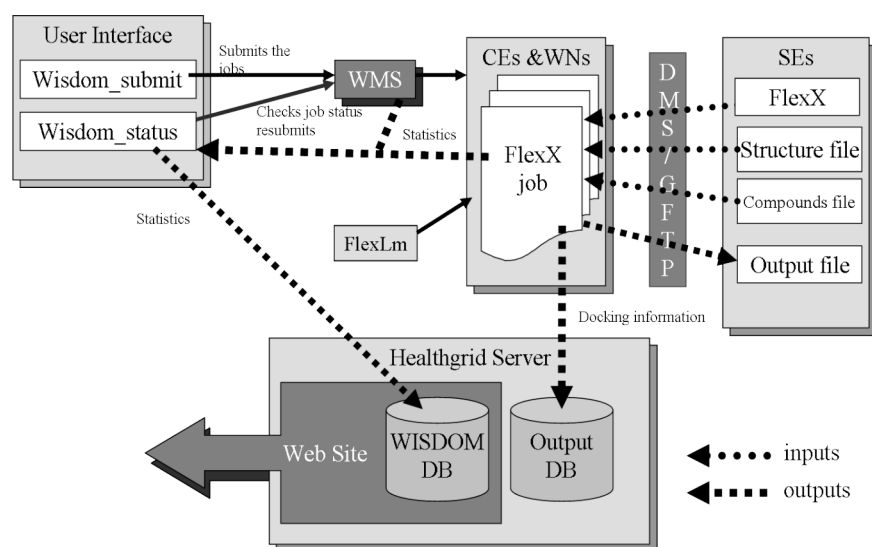 User Interface
Wisdom_submit
Wisdom_status
Submits the
jobs
WMS
Checks job status
resubmits
Statistics
CEs &WNs
FlexX
job
FlexLm
D
M
S
/
G
F
T
P
SEs
FlexX
Structure file
Compounds file
Output file
Statistics
Docking information
Healthgrid Server
Web Site
WISDOM
DB
Output
DB
inputs
outputs